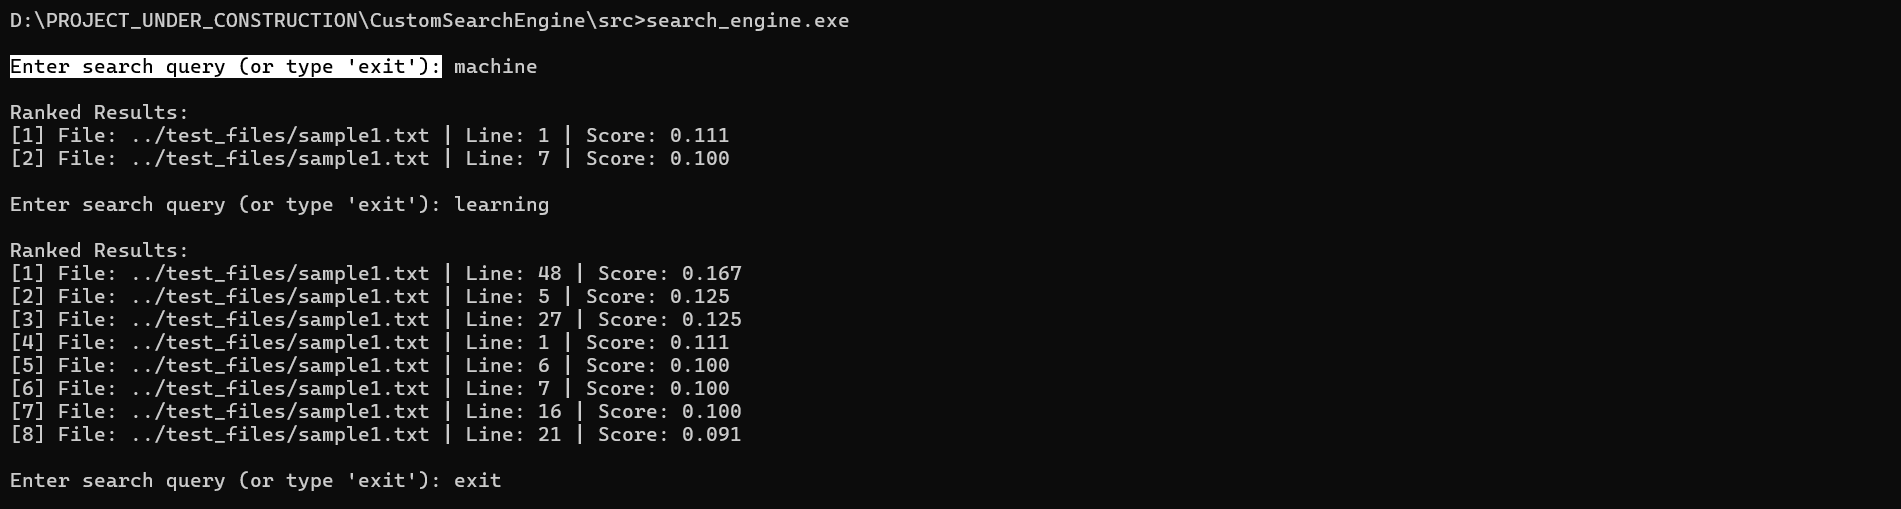 D:\PROJECT_UNDER_CONSTRUCTION\CustomSearchEngine\src>search_engine.exe
Enter search query (or type 'exit'): machine
Ranked Results:
[1] File: ../test_files/sample1.txt | Line: 1 | Score: 0.111
[2] File: ../test_files/sample1.txt | Line: 7 | Score: 0.100
Enter search query (or type 'exit'): learning
Ranked Results:
[1] File: ../test_files/sample1.txt | Line: 48 | Score: 0.167
[2] File: ../test_files/sample1.txt | Line: 5 | Score: 0.125
[3] File: ../test_files/sample1.txt | Line: 27 | Score: 0.125
[4] File: ../test_files/sample1.txt | Line: 1 | Score: 0.111
[5] File: ../test_files/sample1.txt | Line: 6 | Score: 0.100
[6] File: ../test_files/sample1.txt | Line: 7 | Score: 0.100
[7] File: ../test_files/sample1.txt | Line: 16 | Score: 0.100
[8] File: ../test_files/sample1.txt | Line: 21 | Score: 0.091
Enter search query (or type 'exit'): exit